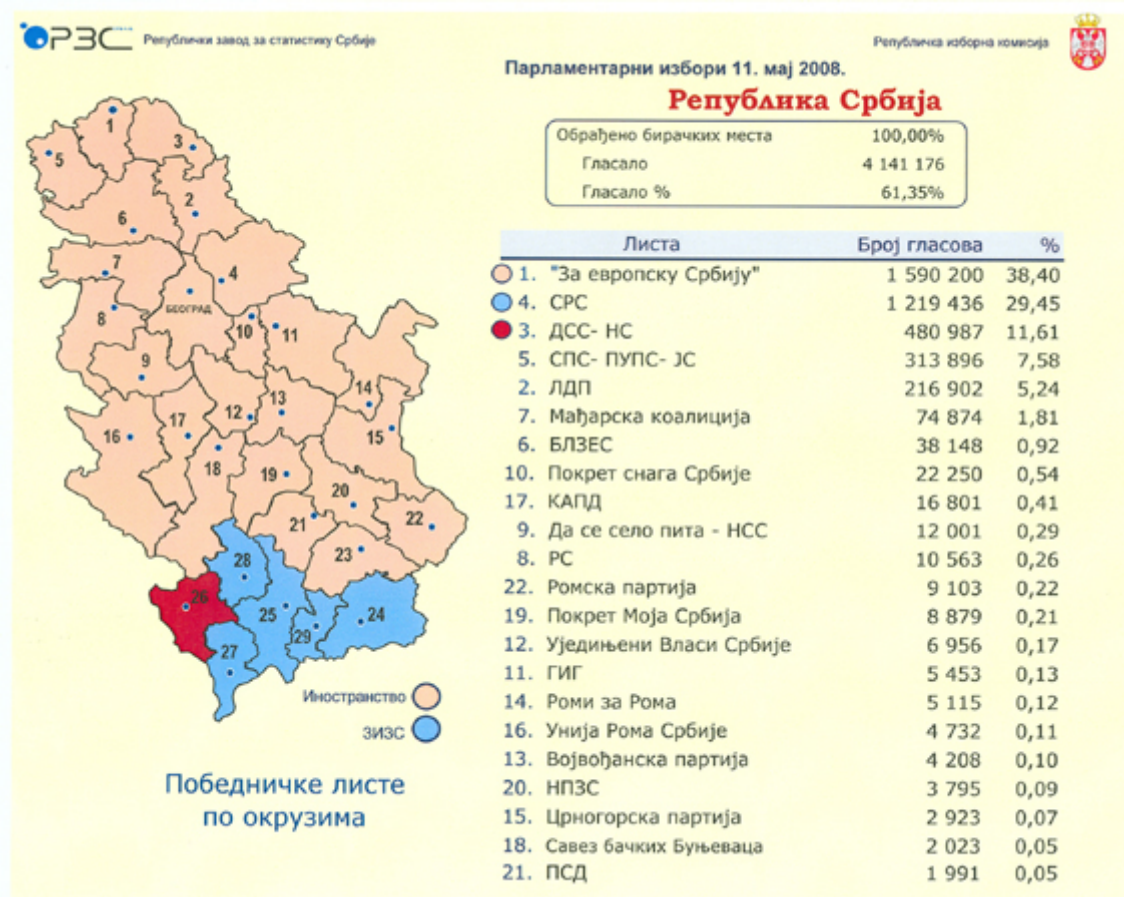 РЗС Републички завод за статистику Србије
Републичка изборна комисија
Парламентарни избори 11. мај 2008.
Република Србија
Обрађено бирачких места 100,00%
Гласало 4 141 176
Гласало % 61,35%
Листа Број гласова %
1. "За европску Србију" 1 590 200 38,40
4. СРС 1 219 436 29,45
3. ДСС- НС 480 987 11,61
5. СПС- ПУПС- ЈС 313 896 7,58
2. ЛДП 216 902 5,24
7. Мађарска коалиција 74 874 1,81
6. БЛЗЕС 38 148 0,92
10. Покрет снага Србије 22 250 0,54
17. КАПД 16 801 0,41
9. Да се село пита - НСС 12 001 0,29
8. РС 10 563 0,26
22. Ромска партија 9 103 0,22
19. Покрет Моја Србија 8 879 0,21
12. Уједињени Власи Србије 6 956 0,17
11. ГИГ 5 453 0,13
14. Роми за Рома 5 115 0,12
16. Унија Рома Србије 4 732 0,11
13. Војвођанска партија 4 208 0,10
20. НПЗС 3 795 0,09
15. Црногорска партија 2 923 0,07
18. Савез бачких Буњеваца 2 023 0,05
21. ПСД 1 991 0,05
1
3
5
2
6
7
4
БЕОГРАД
8
10
11
9
14
13
12
17
16
15
18
19
20
21
22
23
28
26
25
24
29
27
Иностранство
ЗИЗС
Победничке листе
по окрузима